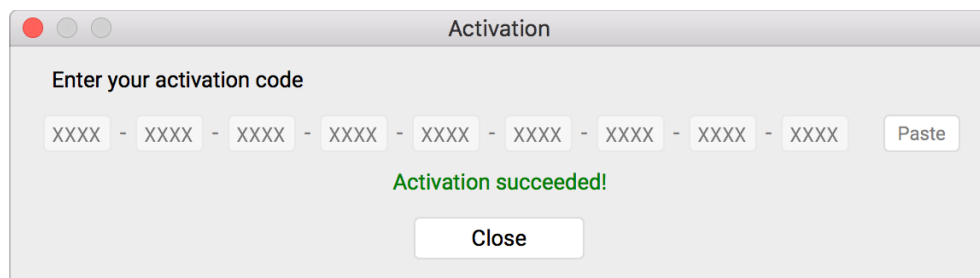 Activation
Enter your activation code
XXXX - XXXX - XXXX - XXXX - XXXX - XXXX - XXXX - XXXX - XXXX Paste
Activation succeeded!
Close